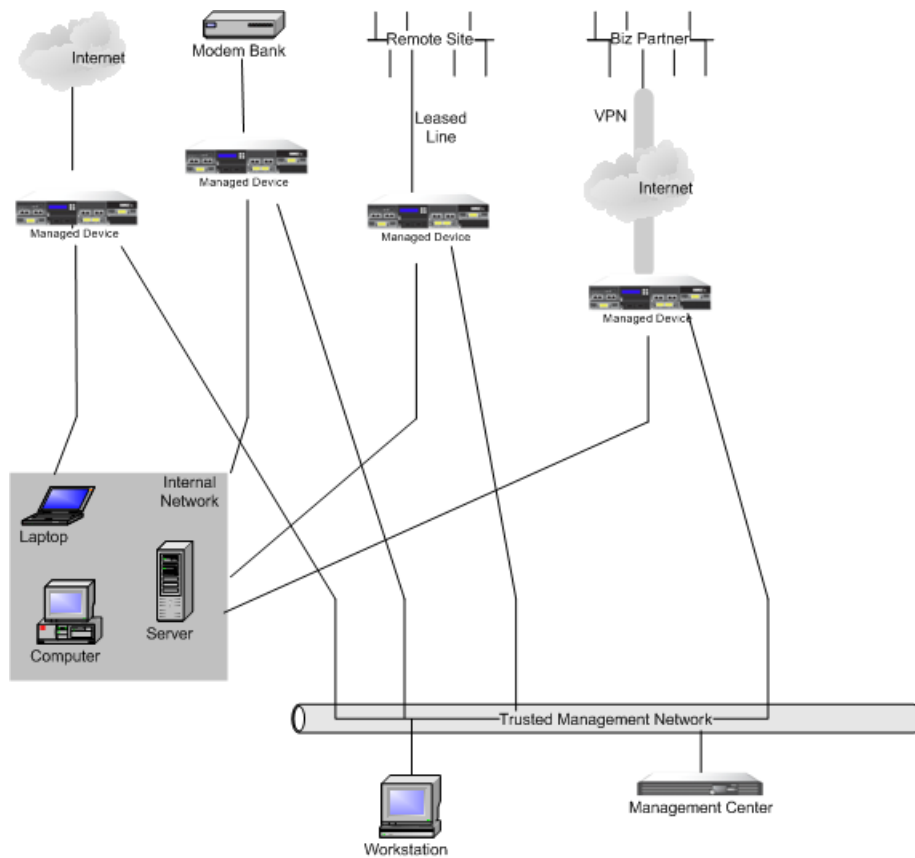 Internet
Modem Bank
Remote Site
Biz Partner
Leased
Line
VPN
Internet
Managed Device
Managed Device
Managed Device
Managed Device
Internal
Network
Laptop
Server
Computer
Trusted Management Network
Management Center
Workstation